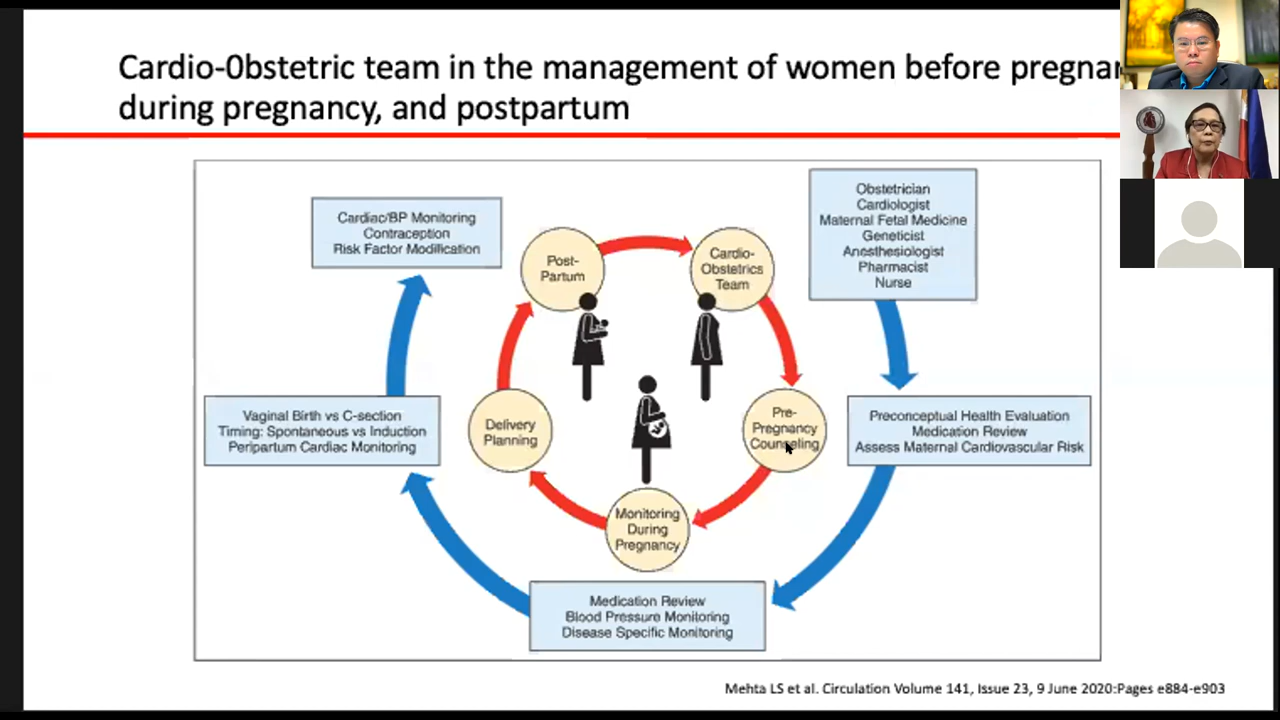 Cardio-0bstetric team in the management of women before pregnan
during pregnancy, and postpartum
Obstetrician
Cardiologist
Maternal Fetal Medicine
Geneticist
Anesthesiologist
Pharmacist
Nurse
Cardiac/BP Monitoring
Contraception
Risk Factor Modification
Post-
Partum
Cardio-
Obstetrics
Team
Pre-
Pregnancy
Counseling
Preconceptual Health Evaluation
Medication Review
Assess Maternal Cardiovascular Risk
Vaginal Birth vs C-section
Timing: Spontaneous vs Induction
Peripartum Cardiac Monitoring
Delivery
Planning
Monitoring
During
Pregnancy
Medication Review
Blood Pressure Monitoring
Disease Specific Monitoring
Mehta LS et al. Circulation Volume 141, Issue 23, 9 June 2020:Pages e884-e903